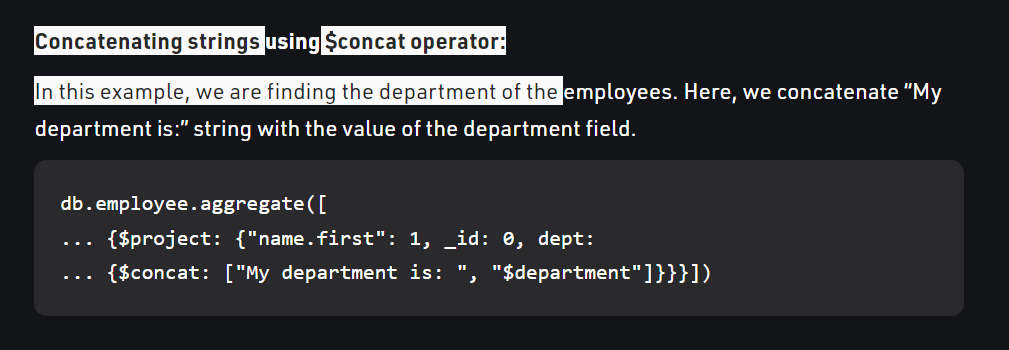 Concatenating strings using $concat operator:
In this example, we are finding the department of the employees. Here, we concatenate “My
department is:” string with the value of the department field.
db.employee.aggregate([
... {$project: {"name.first": 1, _id: 0, dept:
... {$concat: ["My department is: ", "$department"]}}}])